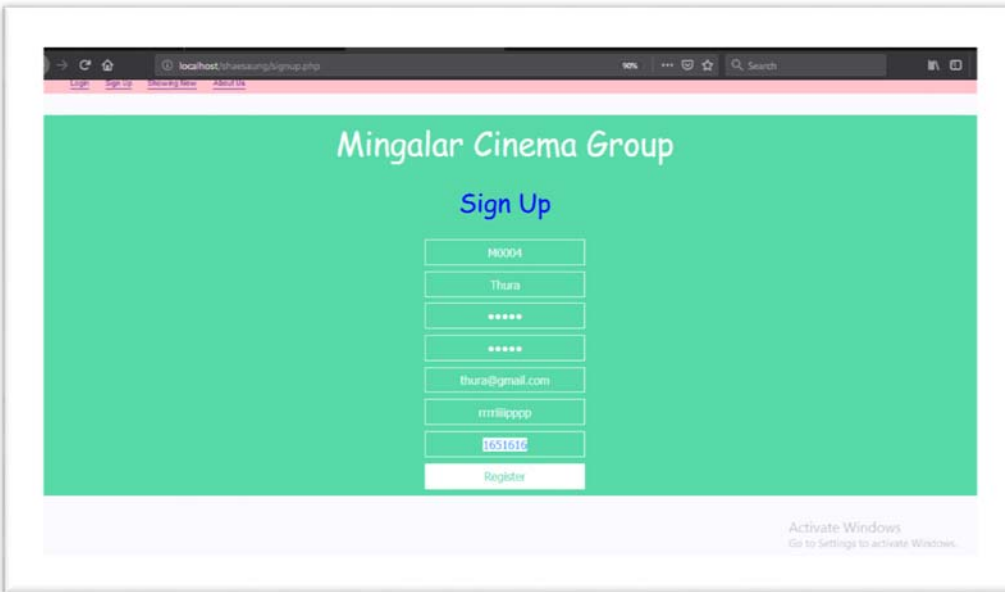 localhost/shaesaung/signup.php
90%
Search
Login Sign Up Showing Now About Us
Mingalar Cinema Group
Sign Up
M0004
Thura
•••••
•••••
thura@gmail.com
1651616
Register
Activate Windows
Go to Settings to activate Windows.